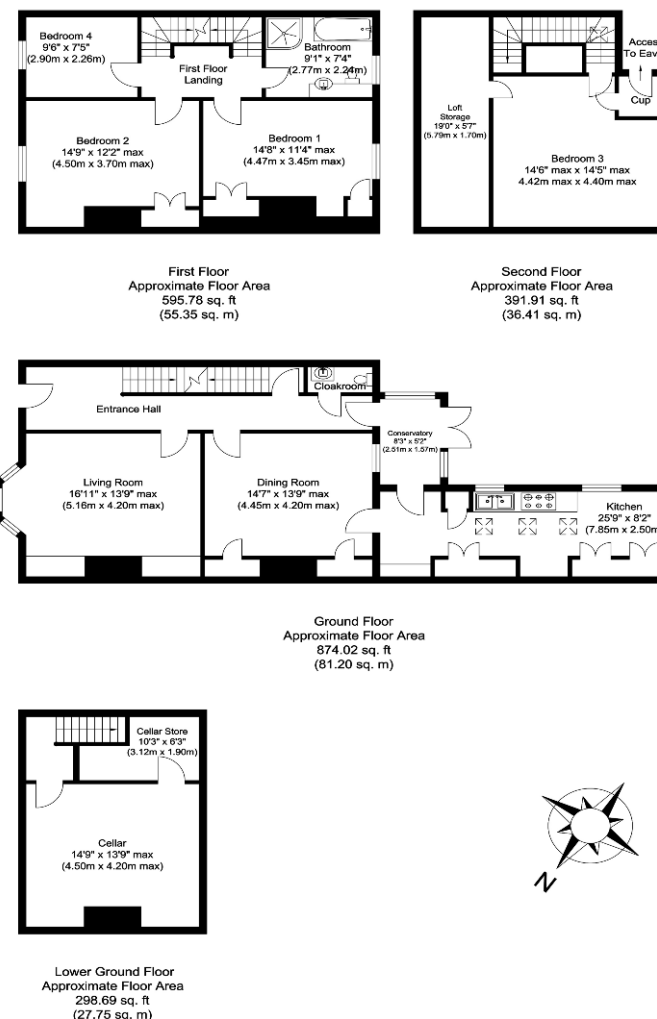 Bedroom 4
9'6" x 7'5"
(2.90m x 2.26m)
First Floor
Landing
Bathroom
9'1" x 7'4"
(2.77m x 2.24m)
Bedroom 2
14'9" x 12'2" max
(4.50m x 3.70m max)
Bedroom 1
14'8" x 11'4" max
(4.47m x 3.45m max)
First Floor
Approximate Floor Area
595.78 sq. ft
(55.35 sq. m)
Acces
To Eav
Cup
Loft
Storage
19'0" x 5'7"
(5.79m x 1.70m)
Bedroom 3
14'6" max x 14'5" max
4.42m max x 4.40m max
Second Floor
Approximate Floor Area
391.91 sq. ft
(36.41 sq. m)
Cloakroom
Entrance Hall
Conservatory
8'3" x 5'2"
(2.51m x 1.57m)
Living Room
16'11" x 13'9" max
(5.16m x 4.20m max)
Dining Room
14'7" x 13'9" max
(4.45m x 4.20m max)
Kitchen
25'9" x 8'2"
(7.85m x 2.50m
Ground Floor
Approximate Floor Area
874.02 sq. ft
(81.20 sq. m)
Cellar Store
10'3" x 6'3"
(3.12m x 1.90m)
Cellar
14'9" x 13'9" max
(4.50m x 4.20m max)
N
Lower Ground Floor
Approximate Floor Area
298.69 sq. ft
(27.75 sq. m)